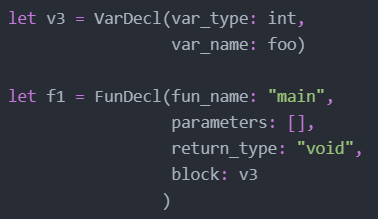 let v3 = VarDecl(var_type: int,
                 var_name: foo)

let f1 = FunDecl(fun_name: "main",
                 parameters: [],
                 return_type: "void",
                 block: v3
                )